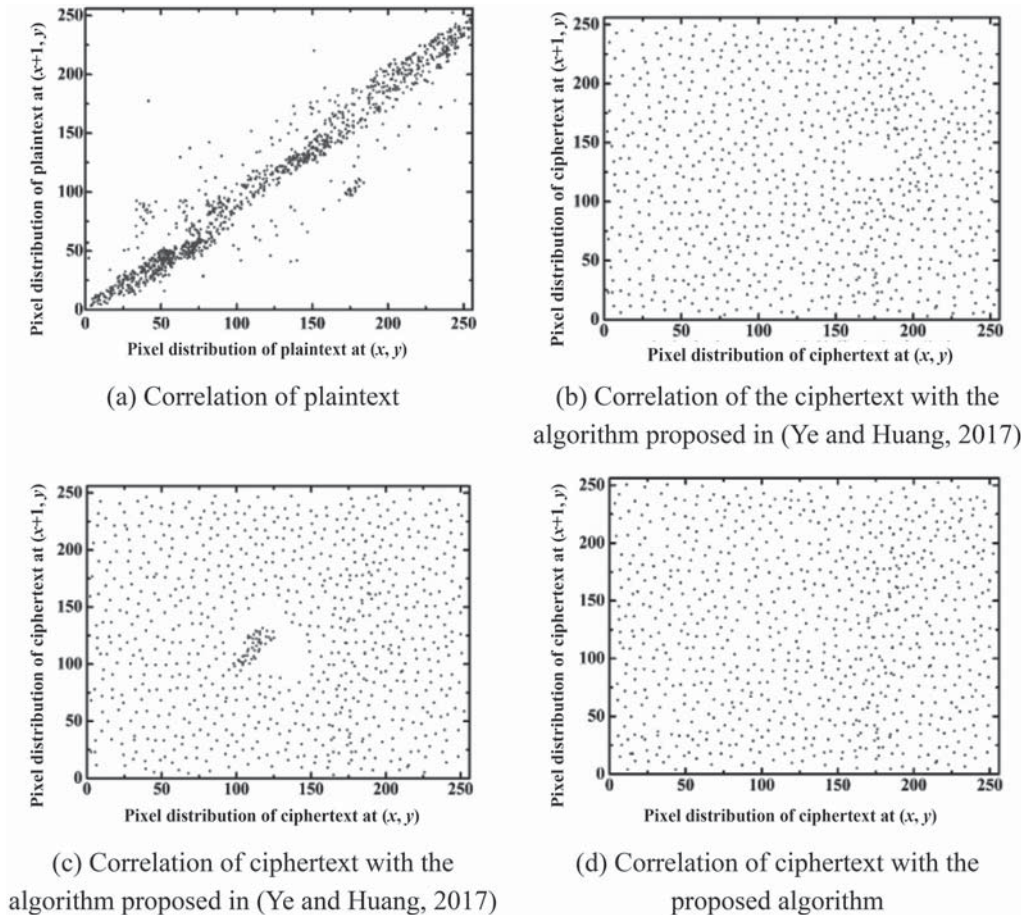 250
200
150
100
50
0
Pixel distribution of plaintext at (x+1, y)
0 50 100 150 200 250
Pixel distribution of plaintext at (x, y)
(a) Correlation of plaintext
250
200
150
100
50
0
Pixel distribution of ciphertext at (x+1, y)
0 50 100 150 200 250
Pixel distribution of ciphertext at (x, y)
(b) Correlation of the ciphertext with the
algorithm proposed in (Ye and Huang, 2017)
250
200
150
100
50
0
Pixel distribution of ciphertext at (x+1, y)
0 50 100 150 200 250
Pixel distribution of ciphertext at (x, y)
(c) Correlation of ciphertext with the
algorithm proposed in (Ye and Huang, 2017)
250
200
150
100
50
0
Pixel distribution of ciphertext at (x+1, y)
0 50 100 150 200 250
Pixel distribution of ciphertext at (x, y)
(d) Correlation of ciphertext with the
proposed algorithm